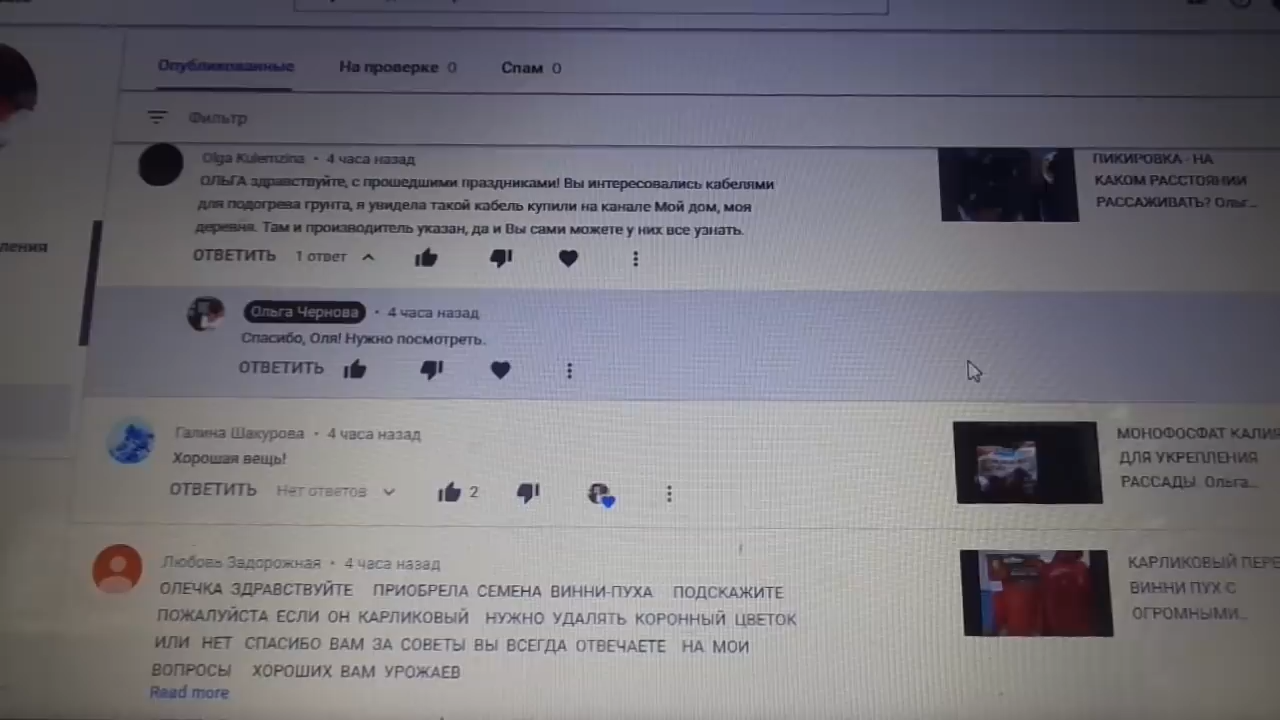 Опубликованные На проверке 0 Спам 0
Фильтр
Olga Kulemzina • 4 часа назад
ОЛЬГА здравствуйте, с прошедшими праздниками! Вы интересовались кабелями
для подогрева грунта, я увидела такой кабель купили на канале Мой дом, моя
деревня. Там и производитель указан, да и Вы сами можете у них все узнать.
ОТВЕТИТЬ 1 ответ
ПИКИРОВКА - НА
КАКОМ РАССТОЯНИИ
РАССАЖИВАТЬ? Ольг...
ления
Ольга Чернова • 4 часа назад
Спасибо, Оля! Нужно посмотреть.
ОТВЕТИТЬ
Галина Шакурова • 4 часа назад
Хорошая вещь!
ОТВЕТИТЬ Нет ответов 2
МОНОФОСФАТ КАЛИЯ
ДЛЯ УКРЕПЛЕНИЯ
РАССАДЫ. Ольга...
Любовь Задорожная • 4 часа назад
ОЛЕЧКА ЗДРАВСТВУЙТЕ ПРИОБРЕЛА СЕМЕНА ВИННИ-ПУХА ПОДСКАЖИТЕ
ПОЖАЛУЙСТА ЕСЛИ ОН КАРЛИКОВЫЙ НУЖНО УДАЛЯТЬ КОРОННЫЙ ЦВЕТОК
ИЛИ НЕТ СПАСИБО ВАМ ЗА СОВЕТЫ ВЫ ВСЕГДА ОТВЕЧАЕТЕ НА МОИ
ВОПРОСЫ ХОРОШИХ ВАМ УРОЖАЕВ
Read more
КАРЛИКОВЫЙ ПЕРЕ
ВИННИ ПУХ С
ОГРОМНЫМИ...